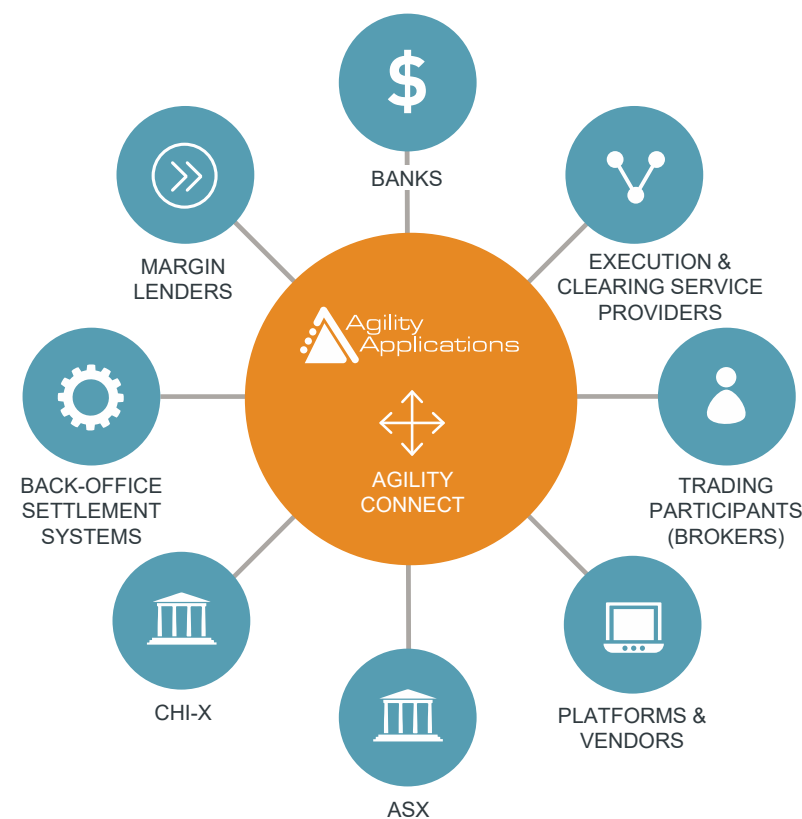 $
BANKS
MARGIN
LENDERS
EXECUTION &
CLEARING SERVICE
PROVIDERS
Agility
Applications
AGILITY
CONNECT
BACK-OFFICE
SETTLEMENT
SYSTEMS
TRADING
PARTICIPANTS
(BROKERS)
CHI-X
PLATFORMS &
VENDORS
ASX